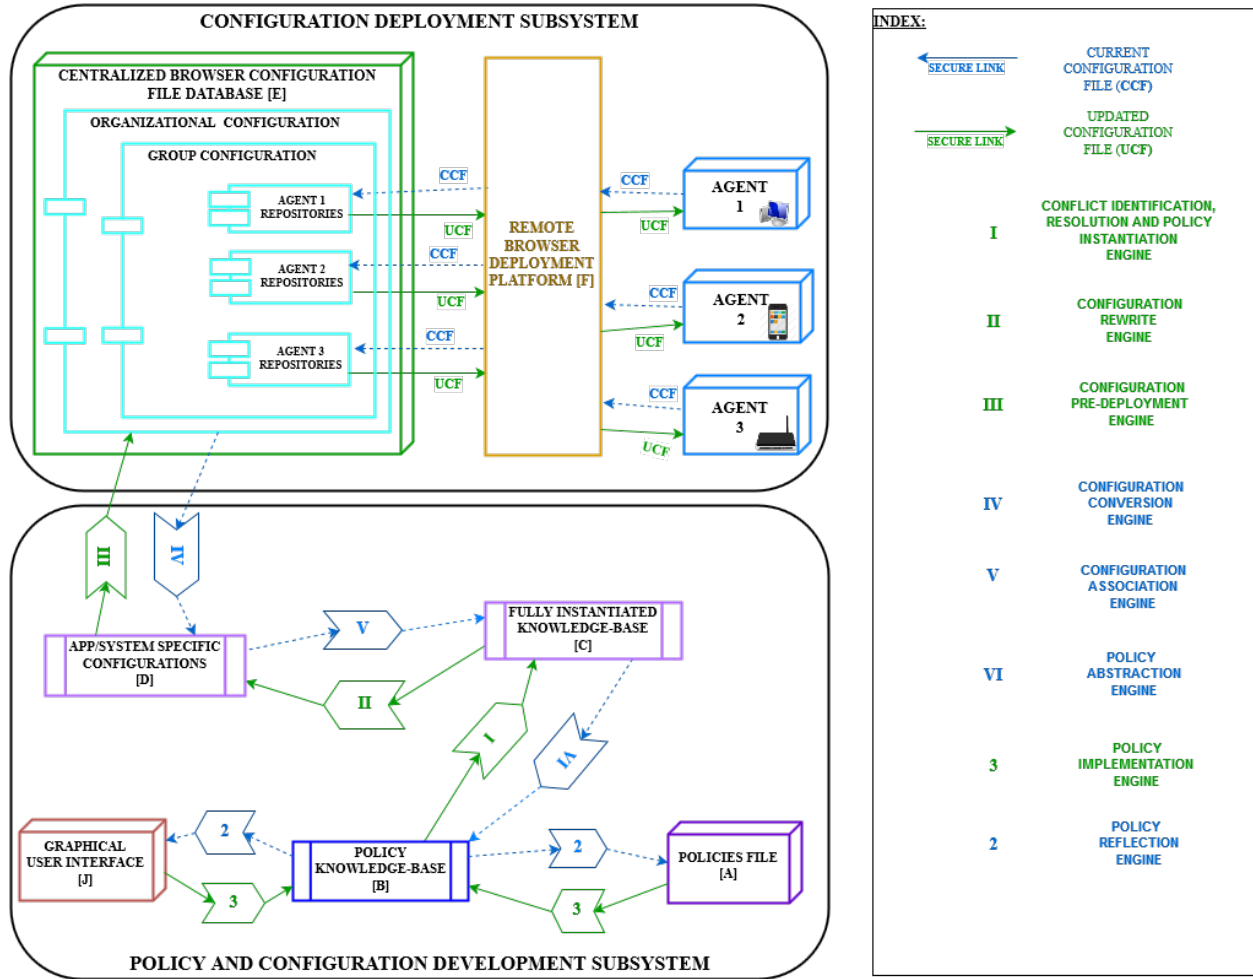 CONFIGURATION DEPLOYMENT SUBSYSTEM
CENTRALIZED BROWSER CONFIGURATION
FILE DATABASE [E]
ORGANIZATIONAL CONFIGURATION
GROUP CONFIGURATION
AGENT 1
REPOSITORIES
AGENT 2
REPOSITORIES
AGENT 3
REPOSITORIES
CCF
UCF
CCF
UCF
CCF
UCF
REMOTE
BROWSER
DEPLOYMENT
PLATFORM [F]
CCF
UCF
CCF
UCF
CCF
UCF
AGENT
1
AGENT
2
AGENT
3
III
IV
APP/SYSTEM SPECIFIC
CONFIGURATIONS
[D]
V
II
FULLY INSTANTIATED
KNOWLEDGE-BASE
[C]
I
VI
GRAPHICAL
USER INTERFACE
[J]
2
3
POLICY
KNOWLEDGE-BASE
[B]
2
3
POLICIES FILE
[A]
POLICY AND CONFIGURATION DEVELOPMENT SUBSYSTEM
INDEX:
SECURE LINK
CURRENT
CONFIGURATION
FILE (CCF)
SECURE LINK
UPDATED
CONFIGURATION
FILE (UCF)
I
CONFLICT IDENTIFICATION,
RESOLUTION AND POLICY
INSTANTIATION
ENGINE
II
CONFIGURATION
REWRITE
ENGINE
III
CONFIGURATION
PRE-DEPLOYMENT
ENGINE
IV
CONFIGURATION
CONVERSION
ENGINE
V
CONFIGURATION
ASSOCIATION
ENGINE
VI
POLICY
ABSTRACTION
ENGINE
3
POLICY
IMPLEMENTATION
ENGINE
2
POLICY
REFLECTION
ENGINE